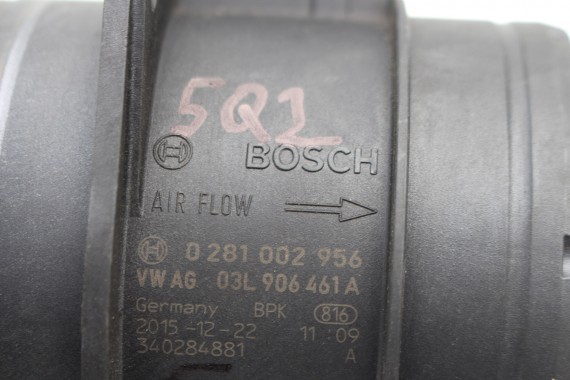 5Q1
BOSCH
AIR FLOW
0 281 002 956
VW AG 03L 906 461 A
Germany BPK 816
2015-12-22 11:09
340284881 A